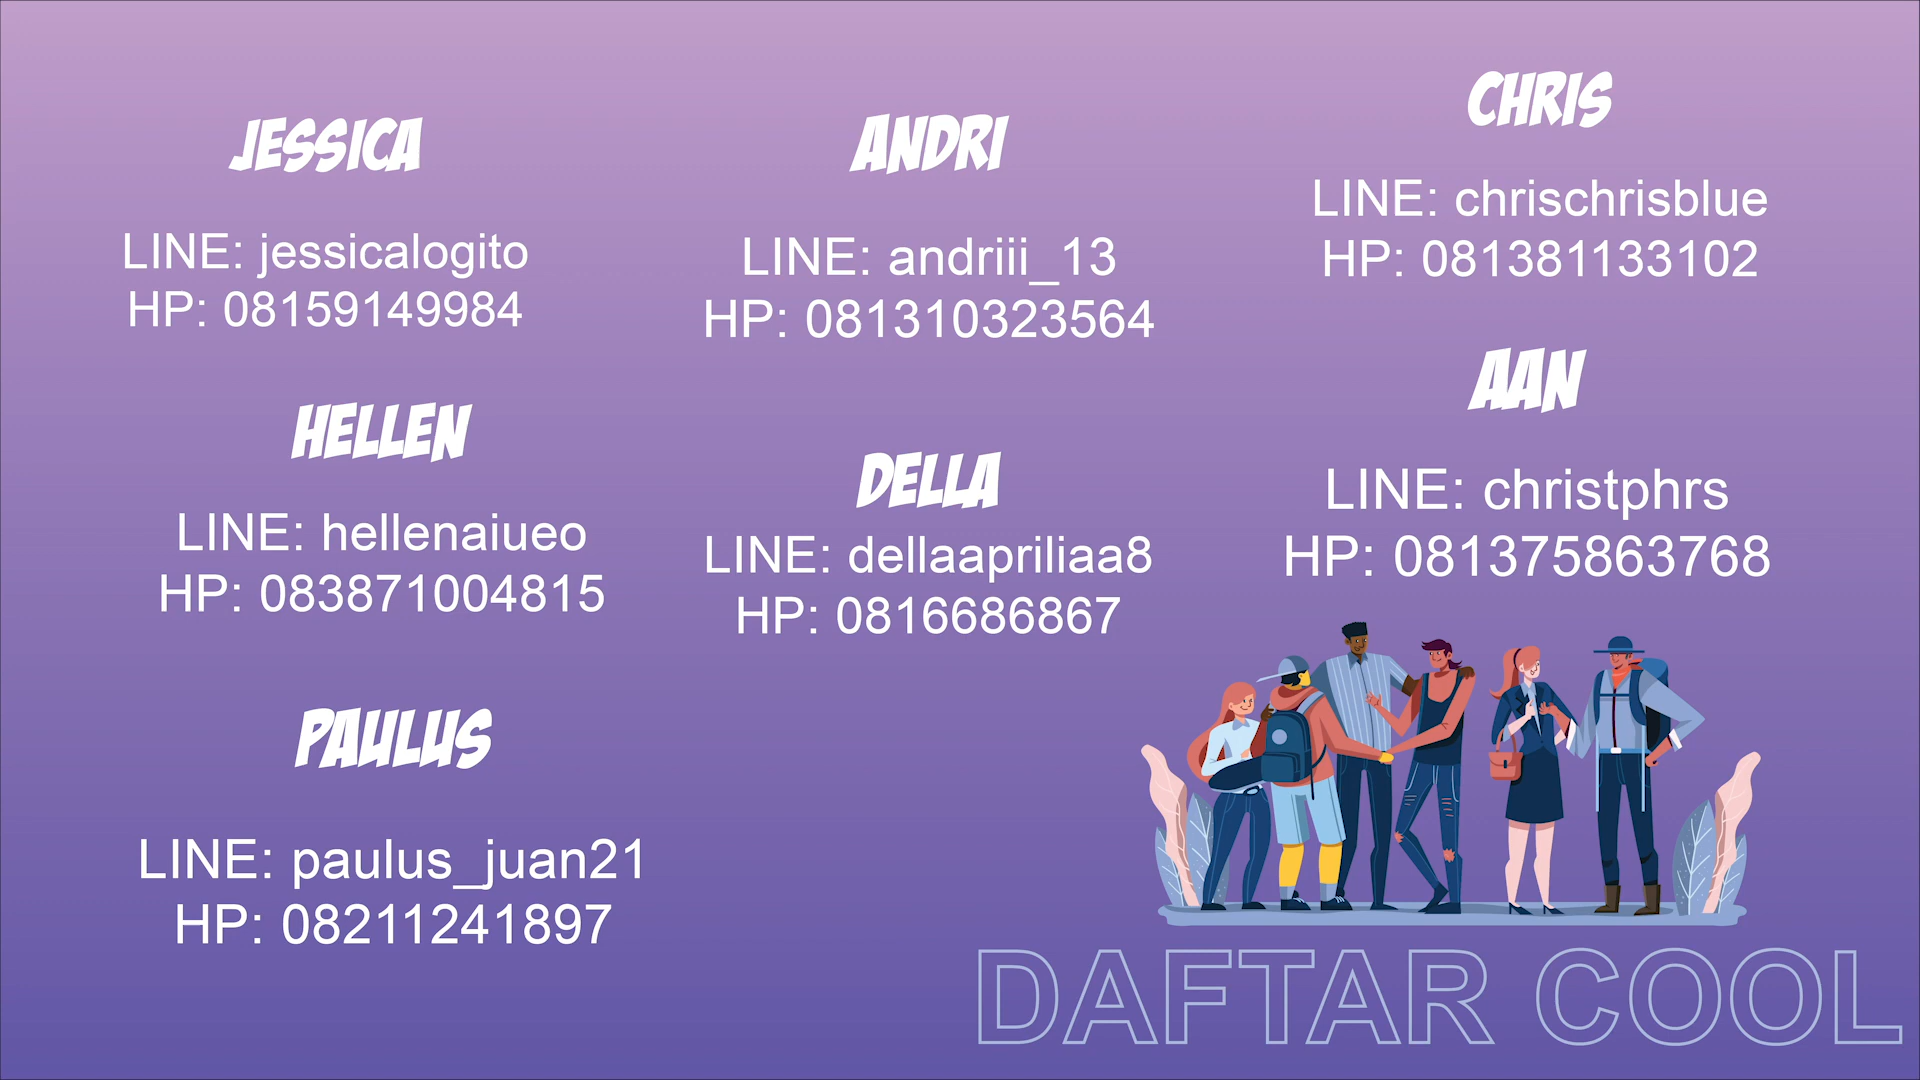 JESSICA
LINE: jessicalogito
HP: 08159149984
HELLEN
LINE: hellenaiueo
HP: 083871004815
PAULUS
LINE: paulus_juan21
HP: 08211241897
ANDRI
LINE: andriii_13
HP: 081310323564
DELLA
LINE: dellaapriliaa8
HP: 0816686867
CHRIS
LINE: chrischrisblue
HP: 081381133102
AAN
LINE: christphrs
HP: 081375863768
DAFTAR COOL